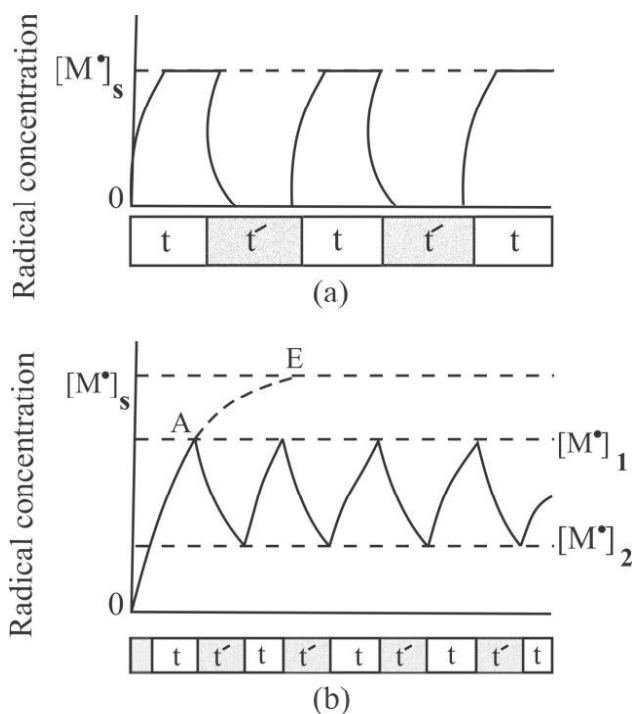 Radical concentration
[M•]s
0
t t´ t t´ t
(a)
Radical concentration
E
[M•]s
A
[M•]1
[M•]2
0
t t´ t t´ t t´ t t´ t
(b)